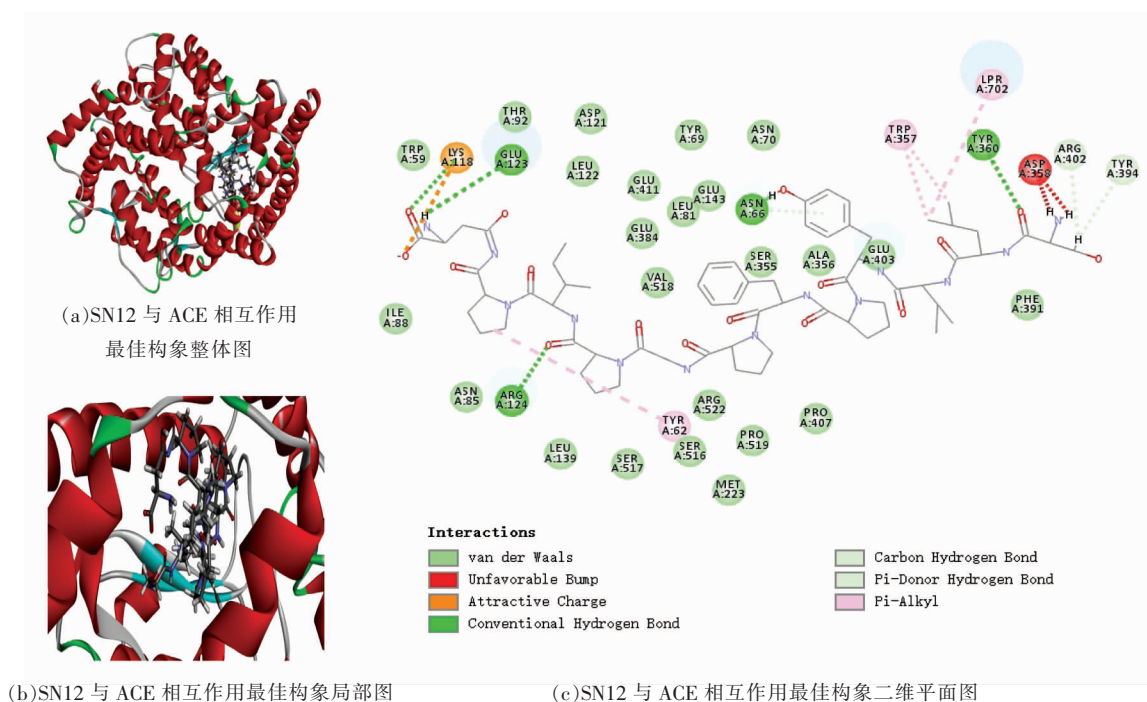 (a)SN12 与 ACE 相互作用
最佳构象整体图
(b)SN12 与 ACE 相互作用最佳构象局部图
LPR
A:702
THR
A:92
ASP
A:121
TYR
A:69
ASN
A:70
TRP
A:357
TYR
A:360
ARG
A:402
TRP
A:59
LYS
A:118
GLU
A:123
LEU
A:122
ASP
A:358
TYR
A:394
GLU
A:411
GLU
A:143
LEU
A:81
ASN
A:66
H
O
GLU
A:384
SER
A:355
ALA
A:356
GLU
A:403
VAL
A:518
ILE
A:88
PHE
A:391
ASN
A:85
ARG
A:124
ARG
A:522
PRO
A:407
TYR
A:62
LEU
A:139
SER
A:517
SER
A:516
PRO
A:519
MET
A:223
Interactions
van der Waals
Unfavorable Bump
Attractive Charge
Conventional Hydrogen Bond
Carbon Hydrogen Bond
Pi-Donor Hydrogen Bond
Pi-Alkyl
(c)SN12 与 ACE 相互作用最佳构象二维平面图